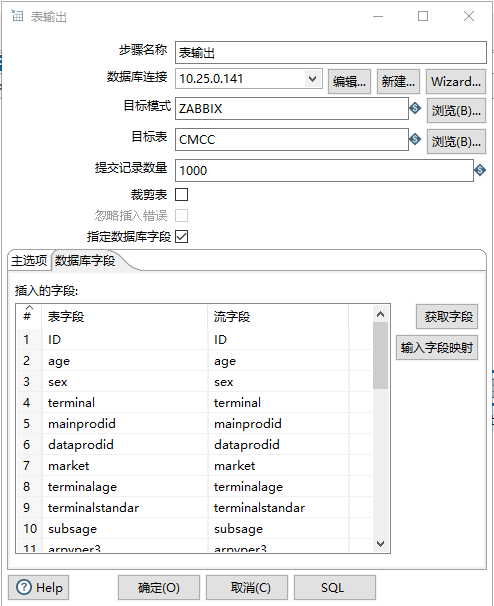 表输出
步骤名称 表输出
数据库连接 10.25.0.141 编辑... 新建... Wizard...
目标模式 ZABBIX 浏览(B)...
目标表 CMCC 浏览(B)...
提交记录数量 1000
裁剪表
忽略插入错误
指定数据库字段
主选项 数据库字段
插入的字段:
# 表字段 流字段 获取字段
1 ID ID 输入字段映射
2 age age
3 sex sex
4 terminal terminal
5 mainprodid mainprodid
6 dataprodid dataprodid
7 market market
8 terminalage terminalage
9 terminalstandar terminalstandar
10 subsage subsage
11 arpuper3 arpuper3
Help 确定(O) 取消(C) SQL